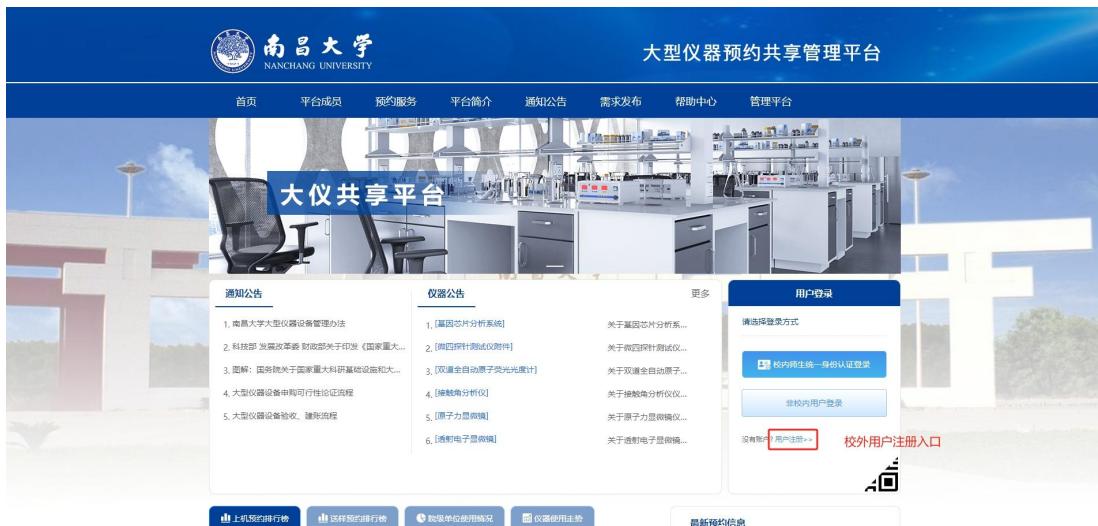 南昌大学
NANCHANG UNIVERSITY
大型仪器预约共享管理平台
首页 平台成员 预约服务 平台简介 通知公告 需求发布 帮助中心 管理平台
大仪共享平台
通知公告
1. 南昌大学大型仪器设备管理办法
2. 科技部 发展改革委 财政部关于印发《国家重大...
3. 图解：国务院关于国家重大科研基础设施和大...
4. 大型仪器设备申购可行性论证流程
5. 大型仪器设备验收、建账流程
仪器公告 更多
1. [基因芯片分析系统] 关于基因芯片分析系...
2. [微四探针测试仪附件] 关于微四探针测试仪...
3. [双道全自动原子荧光光度计] 关于双道全自动原子...
4. [接触角分析仪] 关于接触角分析仪仪...
5. [原子力显微镜] 关于原子力显微镜仪...
6. [透射电子显微镜] 关于透射电子显微镜...
用户登录
请选择登录方式
校内师生统一身份认证登录
非校内用户登录
没有账户? 用户注册>>
校外用户注册入口
上机预约排行榜 送样预约排行榜 院级单位使用情况 仪器使用走势
最新预约信息